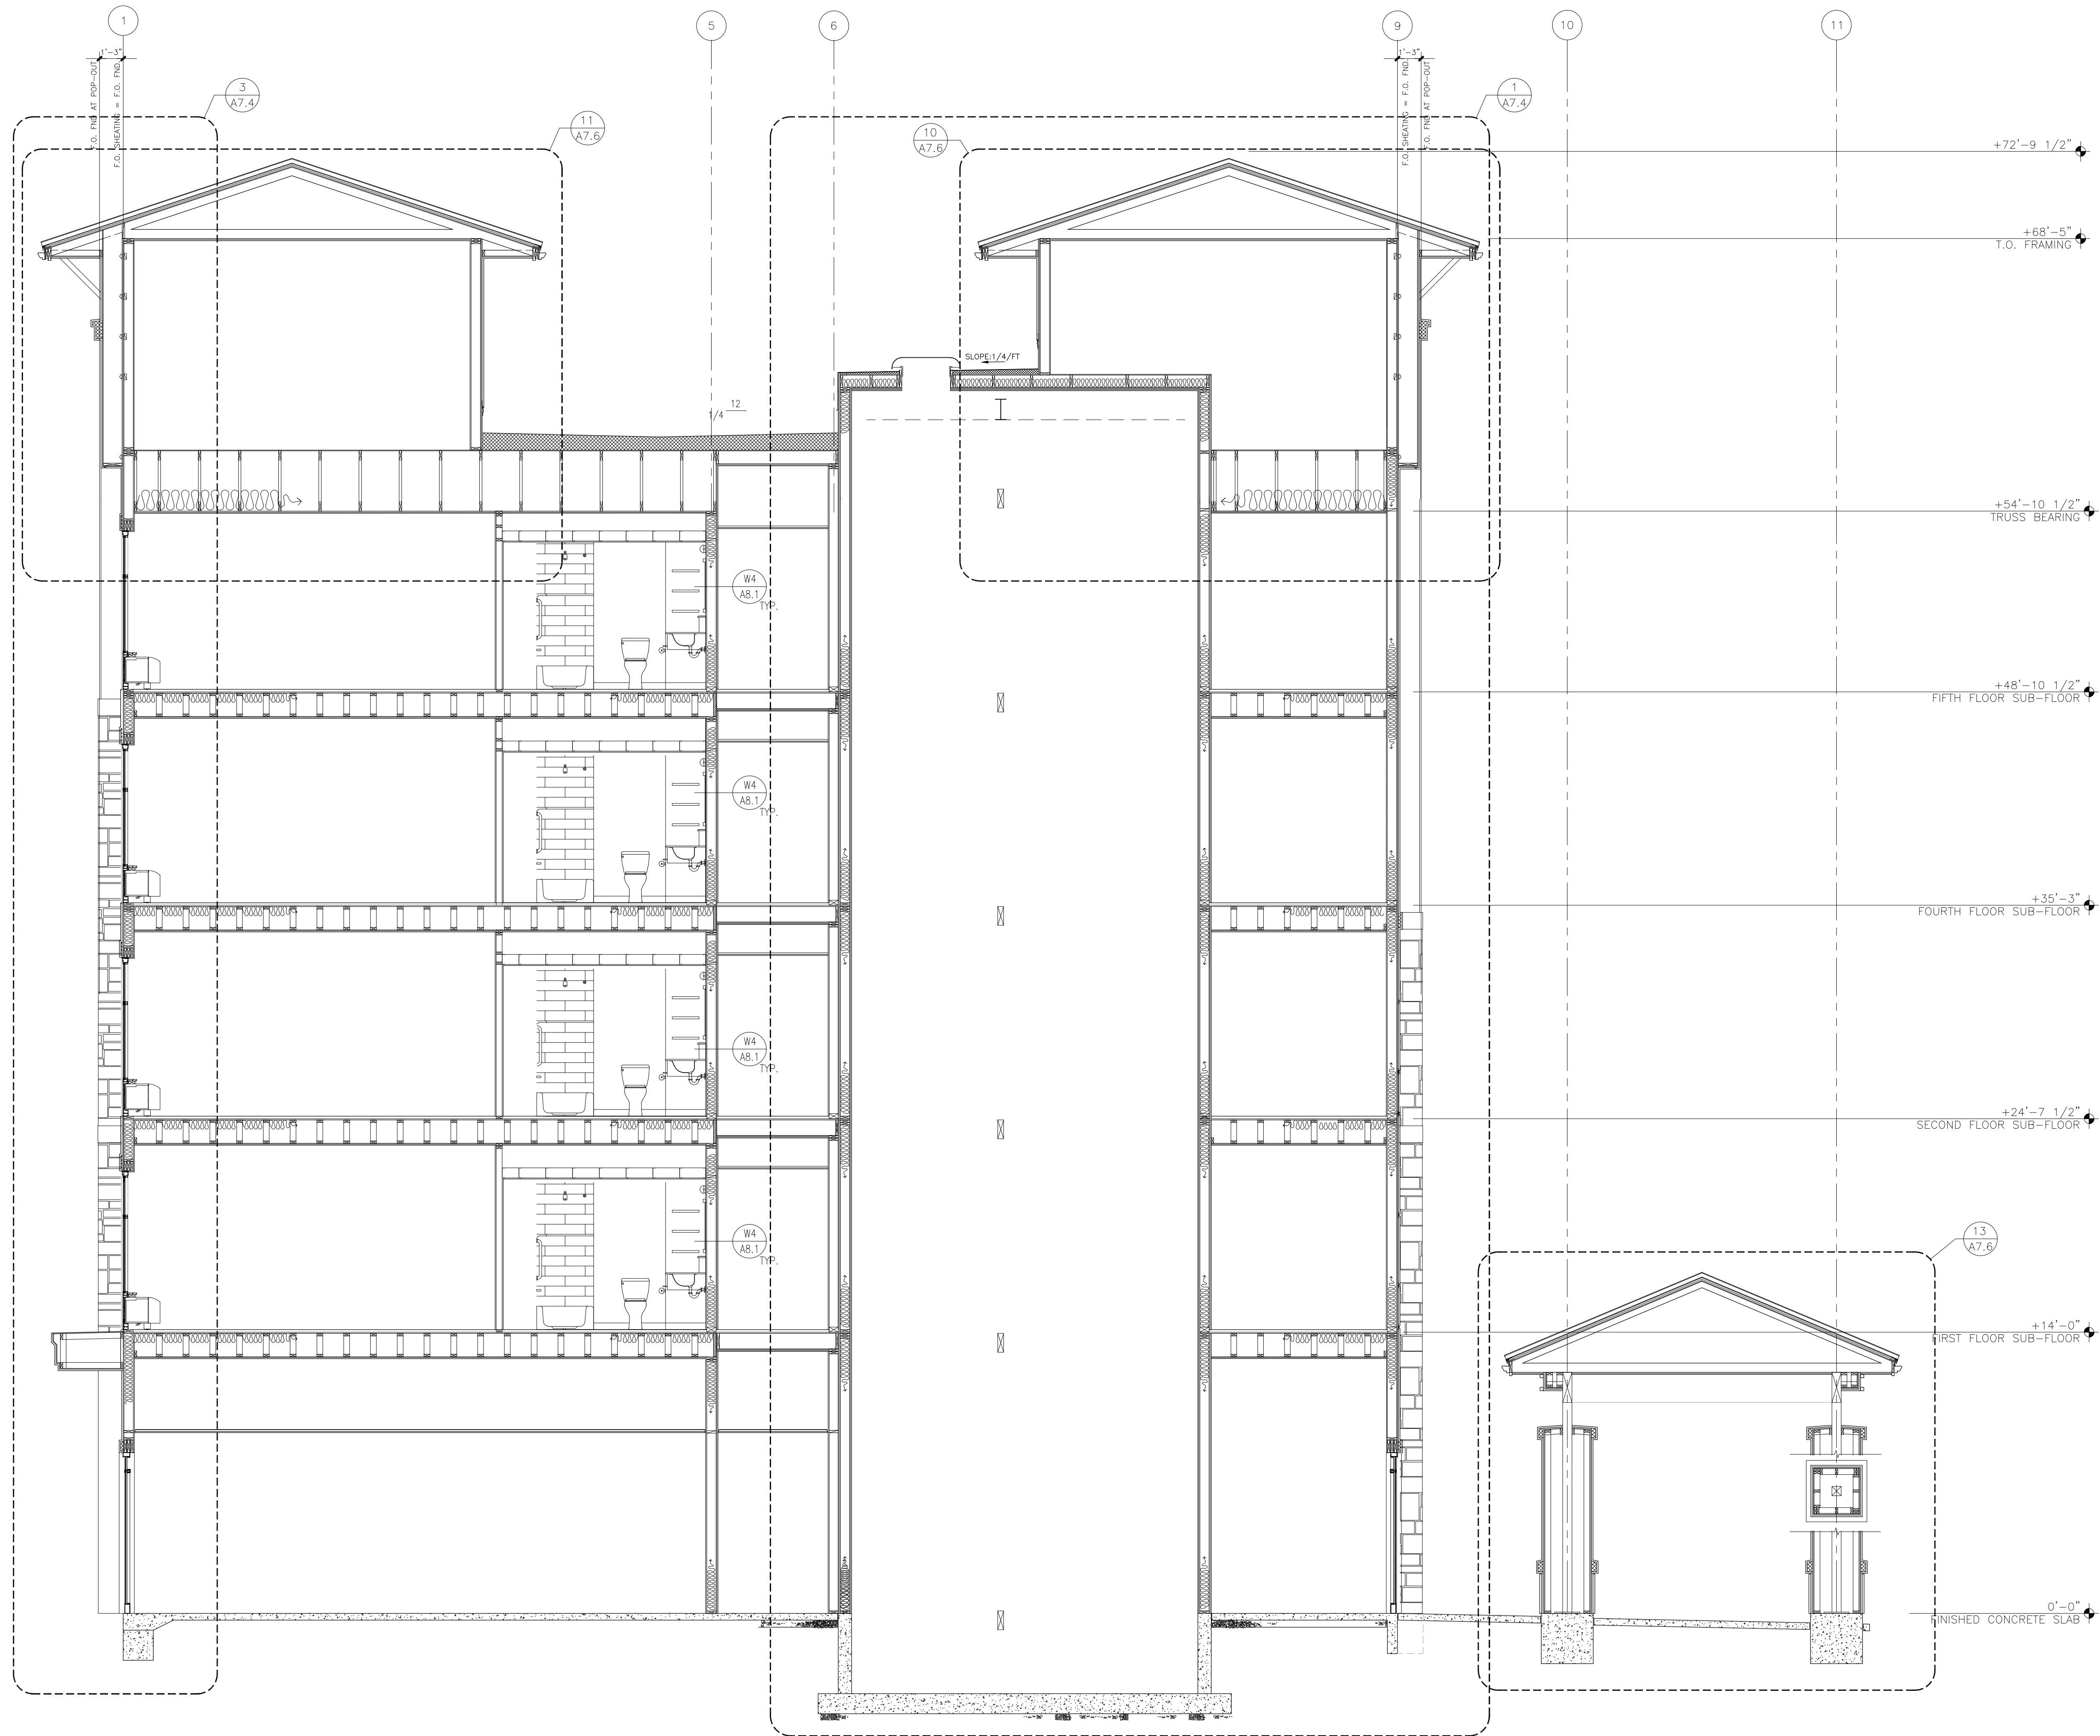 1
5
6
9
10
11
1'-3"
1'-3"
F.O. FND AT POP-OUT
F.O. SHEATING = F.O. FND.
F.O. SHEATING = F.O. FND.
F.O. FND AT POP-OUT
3
A7.4
11
A7.6
10
A7.6
1
A7.4
+72'-9 1/2"
+68'-5"
T.O. FRAMING
SLOPE:1/4/FT
12
1/4
+54'-10 1/2"
TRUSS BEARING
W4
A8.1
TYP.
+48'-10 1/2"
FIFTH FLOOR SUB-FLOOR
W4
A8.1
TYP.
+35'-3"
FOURTH FLOOR SUB-FLOOR
W4
A8.1
TYP.
+24'-7 1/2"
SECOND FLOOR SUB-FLOOR
W4
A8.1
TYP.
13
A7.6
+14'-0"
FIRST FLOOR SUB-FLOOR
0'-0"
FINISHED CONCRETE SLAB